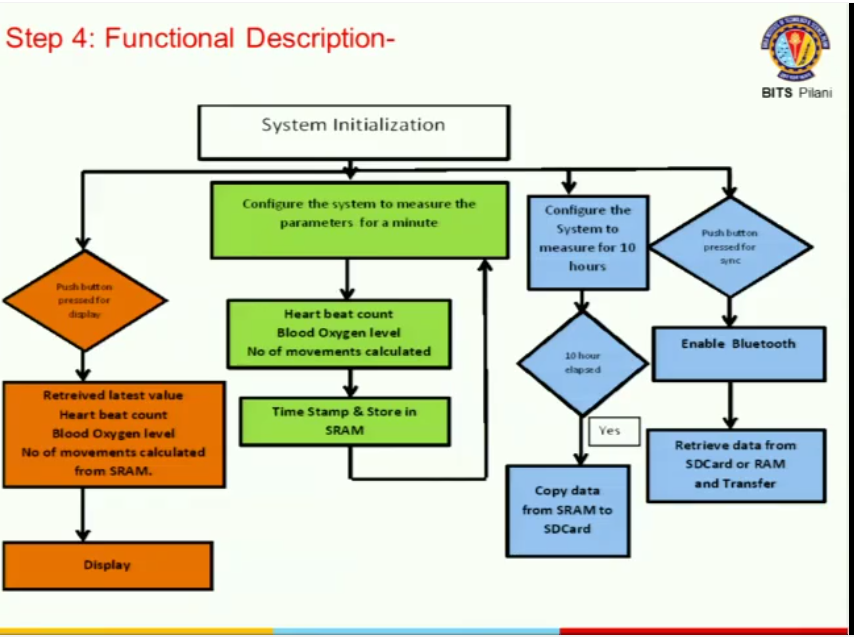 Step 4: Functional Description-
BITS Pilani
System Initialization
Configure the system to measure the
parameters for a minute
Configure the
System to
measure for 10
hours
Push button
pressed for
sync
Push button
pressed for
display
Heart beat count
Blood Oxygen level
No of movements calculated
Enable Bluetooth
10 hour
elapsed
Retreived latest value
Heart beat count
Blood Oxygen level
No of movements calculated
from SRAM.
Time Stamp & Store in
SRAM
Yes
Retrieve data from
SDCard or RAM
and Transfer
Copy data
from SRAM to
SDCard
Display